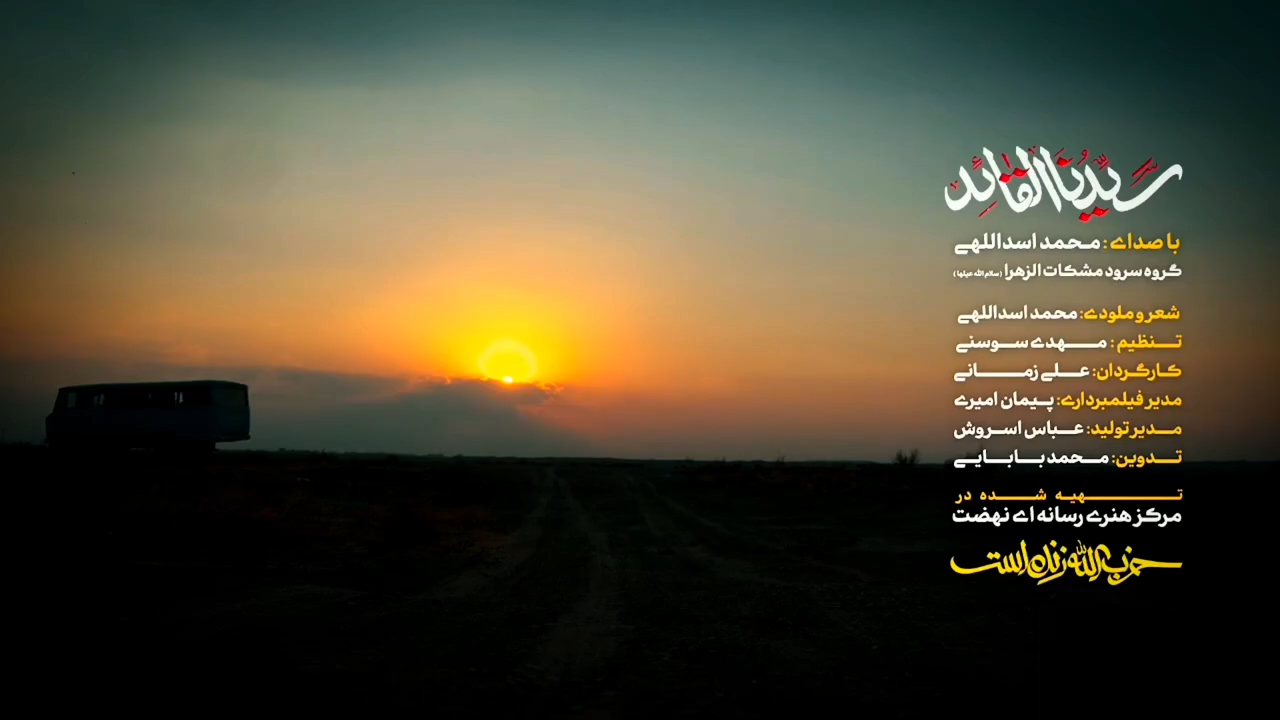 سَیِّدُنَا القائِد
با صدای : محمد اسداللهی
گروه سرود مشکات الزهرا (سلام الله علیها)
شعر و ملودی: محمد اسداللهی
تنظیم : مهدی سوسنی
کارگردان: علی زمانی
مدیر فیلمبرداری: پیمان امیری
مدیر تولید: عباس اسروش
تدوین: محمد بابایی
تهیه شده در
مرکز هنری رسانه ای نهضت
حزب الله زنده است